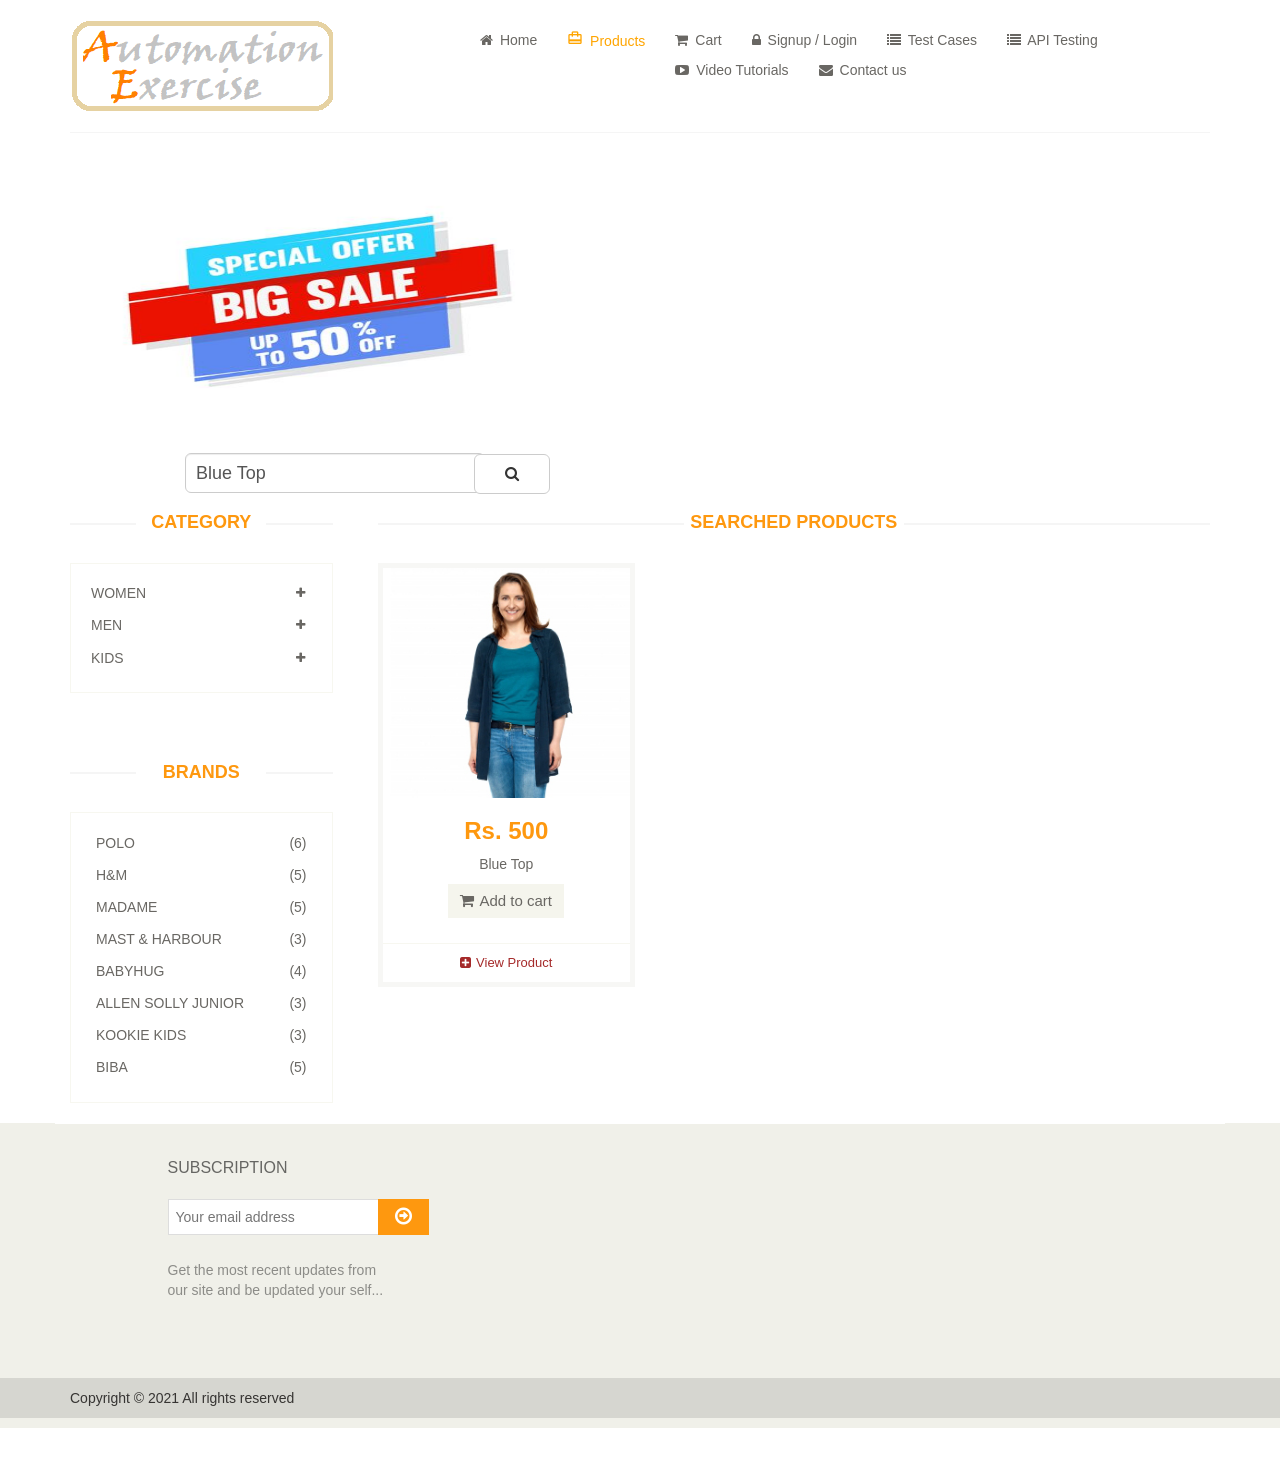 Automation
Exercise
Home
Products
Cart
Signup / Login
Test Cases
API Testing
Video Tutorials
Contact us
SPECIAL OFFER
BIG SALE
UP TO 50% OFF
Blue Top
CATEGORY
WOMEN
MEN
KIDS
BRANDS
POLO (6)
H&M (5)
MADAME (5)
MAST & HARBOUR (3)
BABYHUG (4)
ALLEN SOLLY JUNIOR (3)
KOOKIE KIDS (3)
BIBA (5)
SEARCHED PRODUCTS
Rs. 500
Blue Top
Add to cart
View Product
SUBSCRIPTION
Your email address
Get the most recent updates from
our site and be updated your self...
Copyright © 2021 All rights reserved